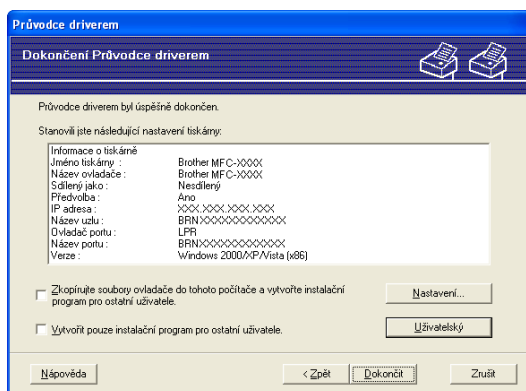 Průvodce driverem
Dokončení Průvodce driverem
Průvodce driverem byl úspěšně dokončen.
Stanovili jste následující nastavení tiskárny:
Informace o tiskárně
Jméno tiskárny : Brother MFC-XXXX
Název ovladače : Brother MFC-XXXX
Sdílený jako : Nesdílený
Předvolba : Ano
IP adresa : XXX.XXX.XXX.XXX
Název uzlu : BRNXXXXXXXXXXXX
Ovladač portu : LPR
Název portu : BRNXXXXXXXXXXXX
Verze : Windows 2000/XP/Vista (x86)
Zkopírujte soubory ovladače do tohoto počítače a vytvořte instalační
program pro ostatní uživatele.
Nastavení...
Vytvořit pouze instalační program pro ostatní uživatele.
Uživatelský
Nápověda
< Zpět
Dokončit
Zrušit